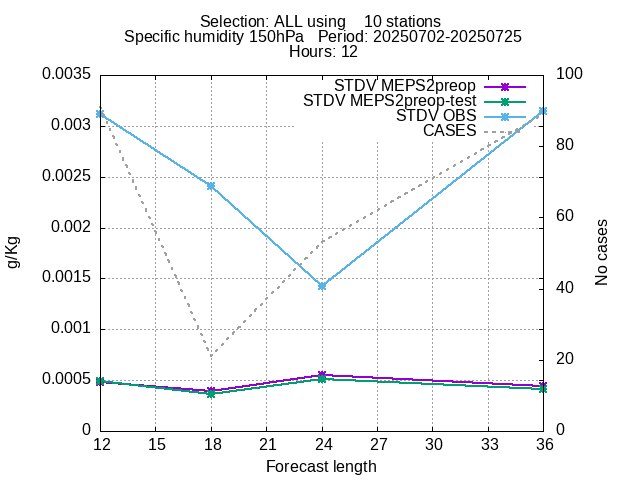 Selection: ALL using    10 stations
Specific humidity 150hPa   Period: 20250702-20250725
Hours: 12
STDV MEPS2preop
STDV MEPS2preop-test
STDV OBS
CASES
0.0035
0.003
0.0025
0.002
0.0015
0.001
0.0005
0
g/Kg
100
80
60
40
20
0
No cases
12 15 18 21 24 27 30 33 36
Forecast length